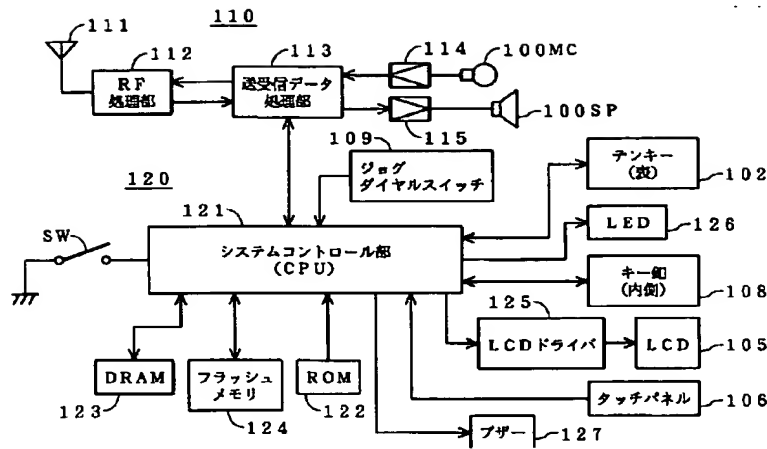 110
111
112
113
114
100MC
RF
処理部
送受信データ
処理部
100SP
115
109
ジョグ
ダイヤルスイッチ
テンキー
(表)
102
120
121
SW
システムコントロール部
(CPU)
LED
126
キー釦
(内側)
108
125
LCDドライバ
LCD
105
DRAM
123
フラッシュ
メモリ
124
ROM
122
タッチパネル
106
ブザー
127